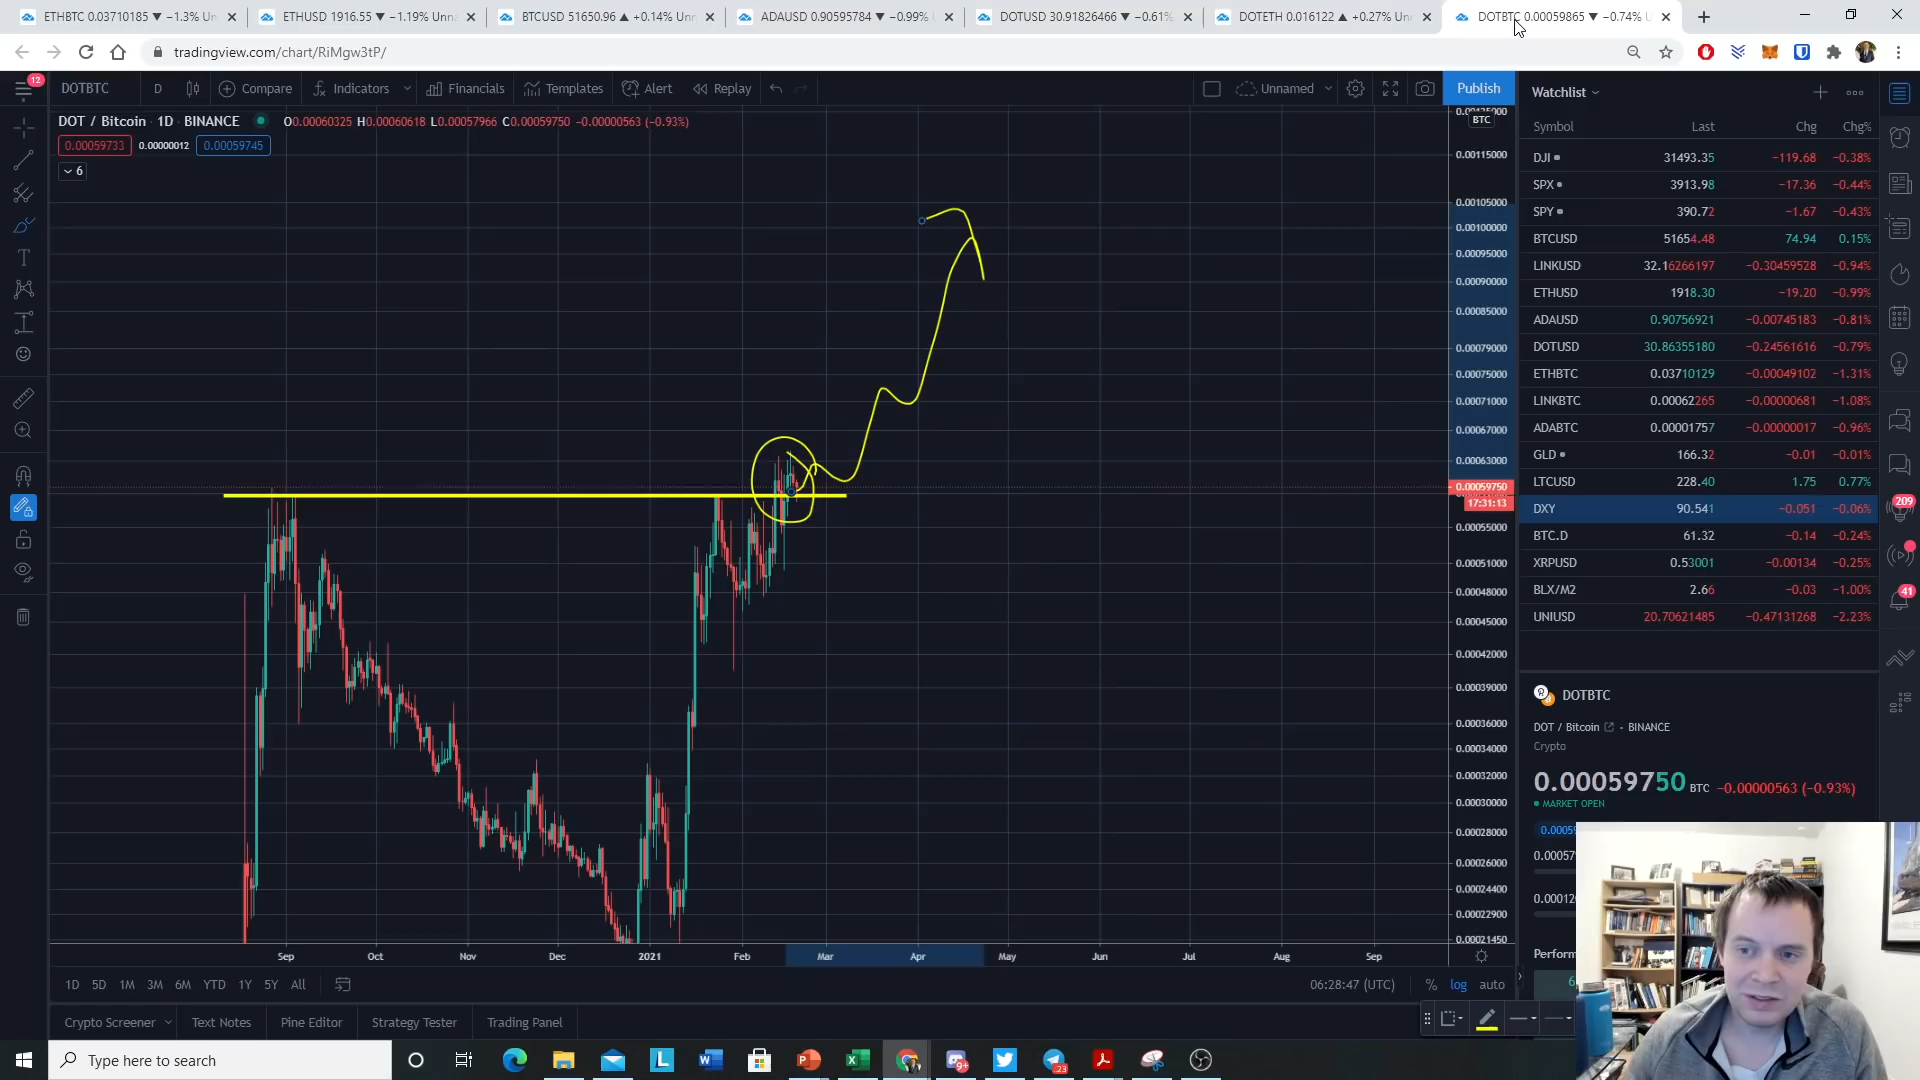 ETHBTC 0.03710185 ▼ −1.3% Un
ETHUSD 1916.55 ▼ −1.19% Unna
BTCUSD 51650.96 ▲ +0.14% Unn
ADAUSD 0.90595784 ▼ −0.99%
DOTUSD 30.91826466 ▼ −0.61%
DOTETH 0.016122 ▲ +0.27% Un
DOTBTC 0.00059865 ▼ −0.74% U
tradingview.com/chart/RiMgw3tP/
12
DOTBTC D Compare Indicators Financials Templates Alert Replay Unnamed Publish
DOT / Bitcoin · 1D · BINANCE O0.00060325 H0.00060618 L0.00057966 C0.00059750 −0.00000563 (−0.93%)
0.00059733 0.00000012 0.00059745
6
BTC
0.00115000
0.00105000
0.00100000
0.00095000
0.00090000
0.00085000
0.00079000
0.00075000
0.00071000
0.00067000
0.00063000
0.00059750
17:31:13
0.00055000
0.00051000
0.00048000
0.00045000
0.00042000
0.00039000
0.00036000
0.00034000
0.00032000
0.00030000
0.00028000
0.00026000
0.00024400
0.00022900
0.00021450
Sep Oct Nov Dec 2021 Feb Mar Apr May Jun Jul Aug Sep
1D 5D 1M 3M 6M YTD 1Y 5Y All
06:28:47 (UTC) % log auto
Crypto Screener Text Notes Pine Editor Strategy Tester Trading Panel
Watchlist
Symbol Last Chg Chg%
DJI 31493.35 −119.68 −0.38%
SPX 3913.98 −17.36 −0.44%
SPY 390.72 −1.67 −0.43%
BTCUSD 51654.48 74.94 0.15%
LINKUSD 32.16266197 −0.30459528 −0.94%
ETHUSD 1918.30 −19.20 −0.99%
ADAUSD 0.90756921 −0.00745183 −0.81%
DOTUSD 30.86355180 −0.24561616 −0.79%
ETHBTC 0.03710129 −0.00049102 −1.31%
LINKBTC 0.00062265 −0.00000681 −1.08%
ADABTC 0.00001757 −0.00000017 −0.96%
GLD 166.32 −0.01 −0.01%
LTCUSD 228.40 1.75 0.77%
DXY 90.541 −0.051 −0.06%
BTC.D 61.32 −0.14 −0.24%
XRPUSD 0.53001 −0.00134 −0.25%
BLX/M2 2.66 −0.03 −1.00%
UNIUSD 20.70621485 −0.47131268 −2.23%
209
41
DOTBTC
DOT / Bitcoin · BINANCE
Crypto
0.00059750 BTC −0.00000563 (−0.93%)
MARKET OPEN
0.0005
0.00057
0.00012
Perform
6
Type here to search
9+
23